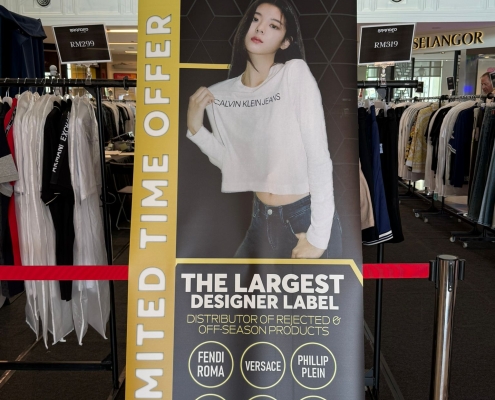 RM299
RM319
SELANGOR
CALVIN KLEIN JEANS
LIMITED TIME OFFER
THE LARGEST
DESIGNER LABEL
DISTRIBUTOR OF REJECTED &
OFF-SEASON PRODUCTS
FENDI
ROMA
VERSACE
PHILLIP
PLEIN